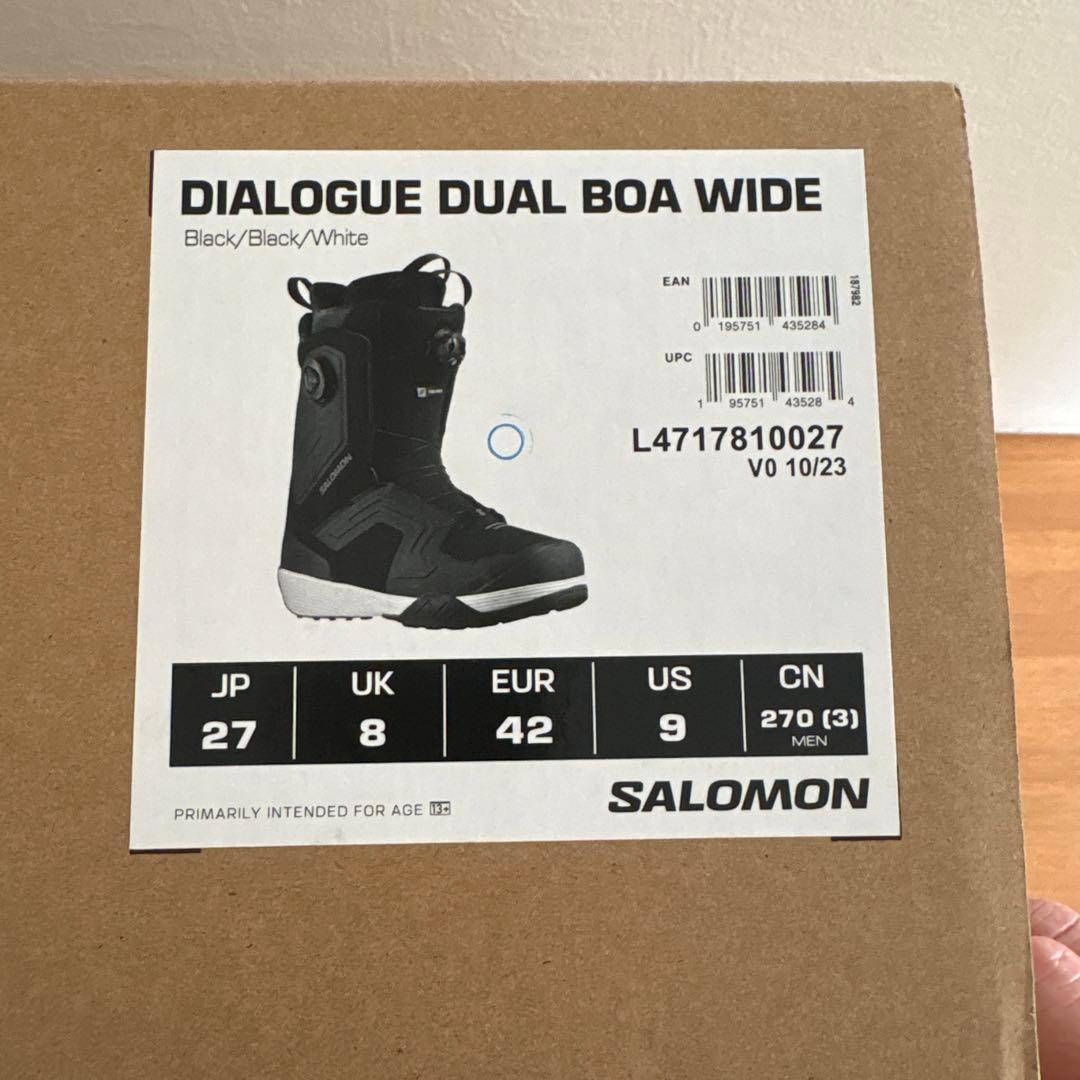 DIALOGUE DUAL BOA WIDE
Black/Black/White
EAN
0 195751 435284
187982
UPC
1 95751 43528 4
L4717810027
V0 10/23
SALOMON
JP UK EUR US CN
27 8 42 9 270 (3)
MEN
PRIMARILY INTENDED FOR AGE 13+
SALOMON